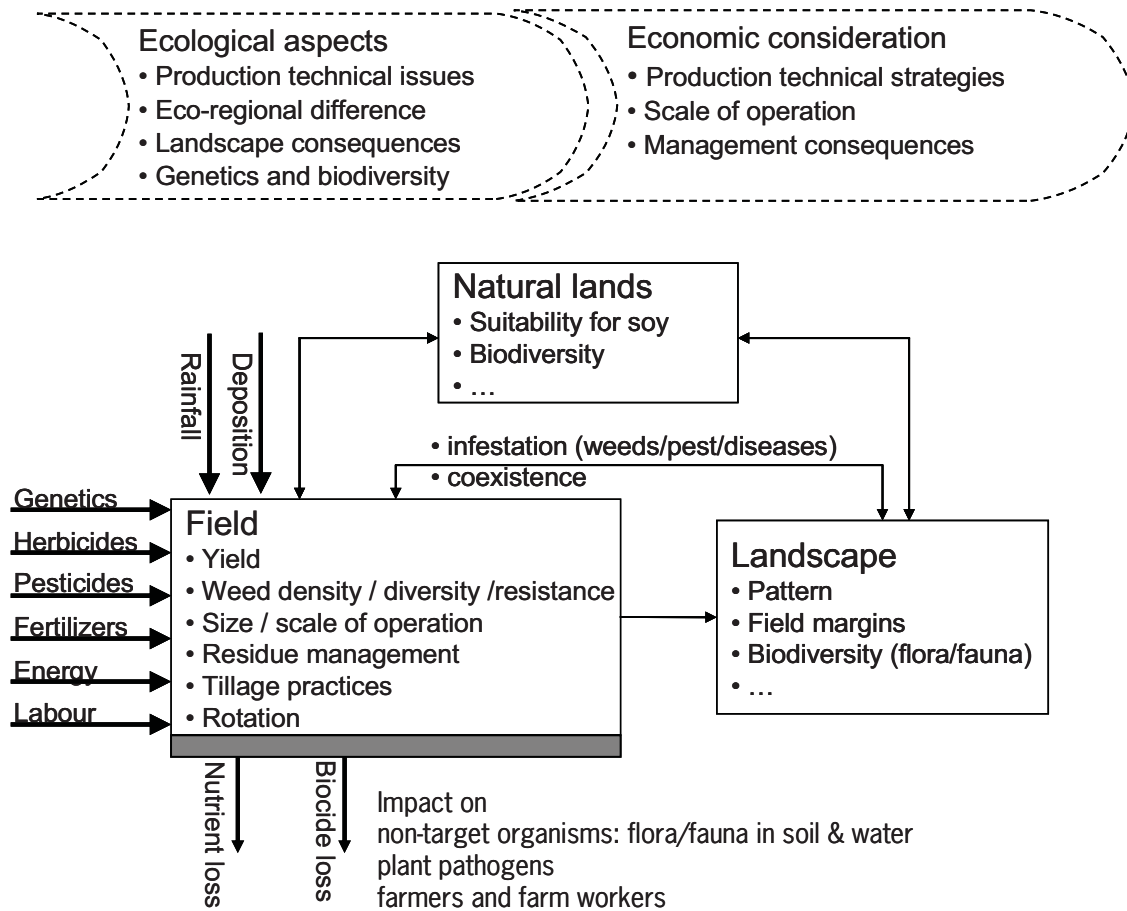 Ecological aspects
• Production technical issues
• Eco-regional difference
• Landscape consequences
• Genetics and biodiversity
Economic consideration
• Production technical strategies
• Scale of operation
• Management consequences
Natural lands
• Suitability for soy
• Biodiversity
• ...
Rainfall
Deposition
• infestation (weeds/pest/diseases)
• coexistence
Genetics
Herbicides
Pesticides
Fertilizers
Energy
Labour
Field
• Yield
• Weed density / diversity /resistance
• Size / scale of operation
• Residue management
• Tillage practices
• Rotation
Landscape
• Pattern
• Field margins
• Biodiversity (flora/fauna)
• ...
Nutrient loss
Biocide loss
Impact on
non-target organisms: flora/fauna in soil & water
plant pathogens
farmers and farm workers